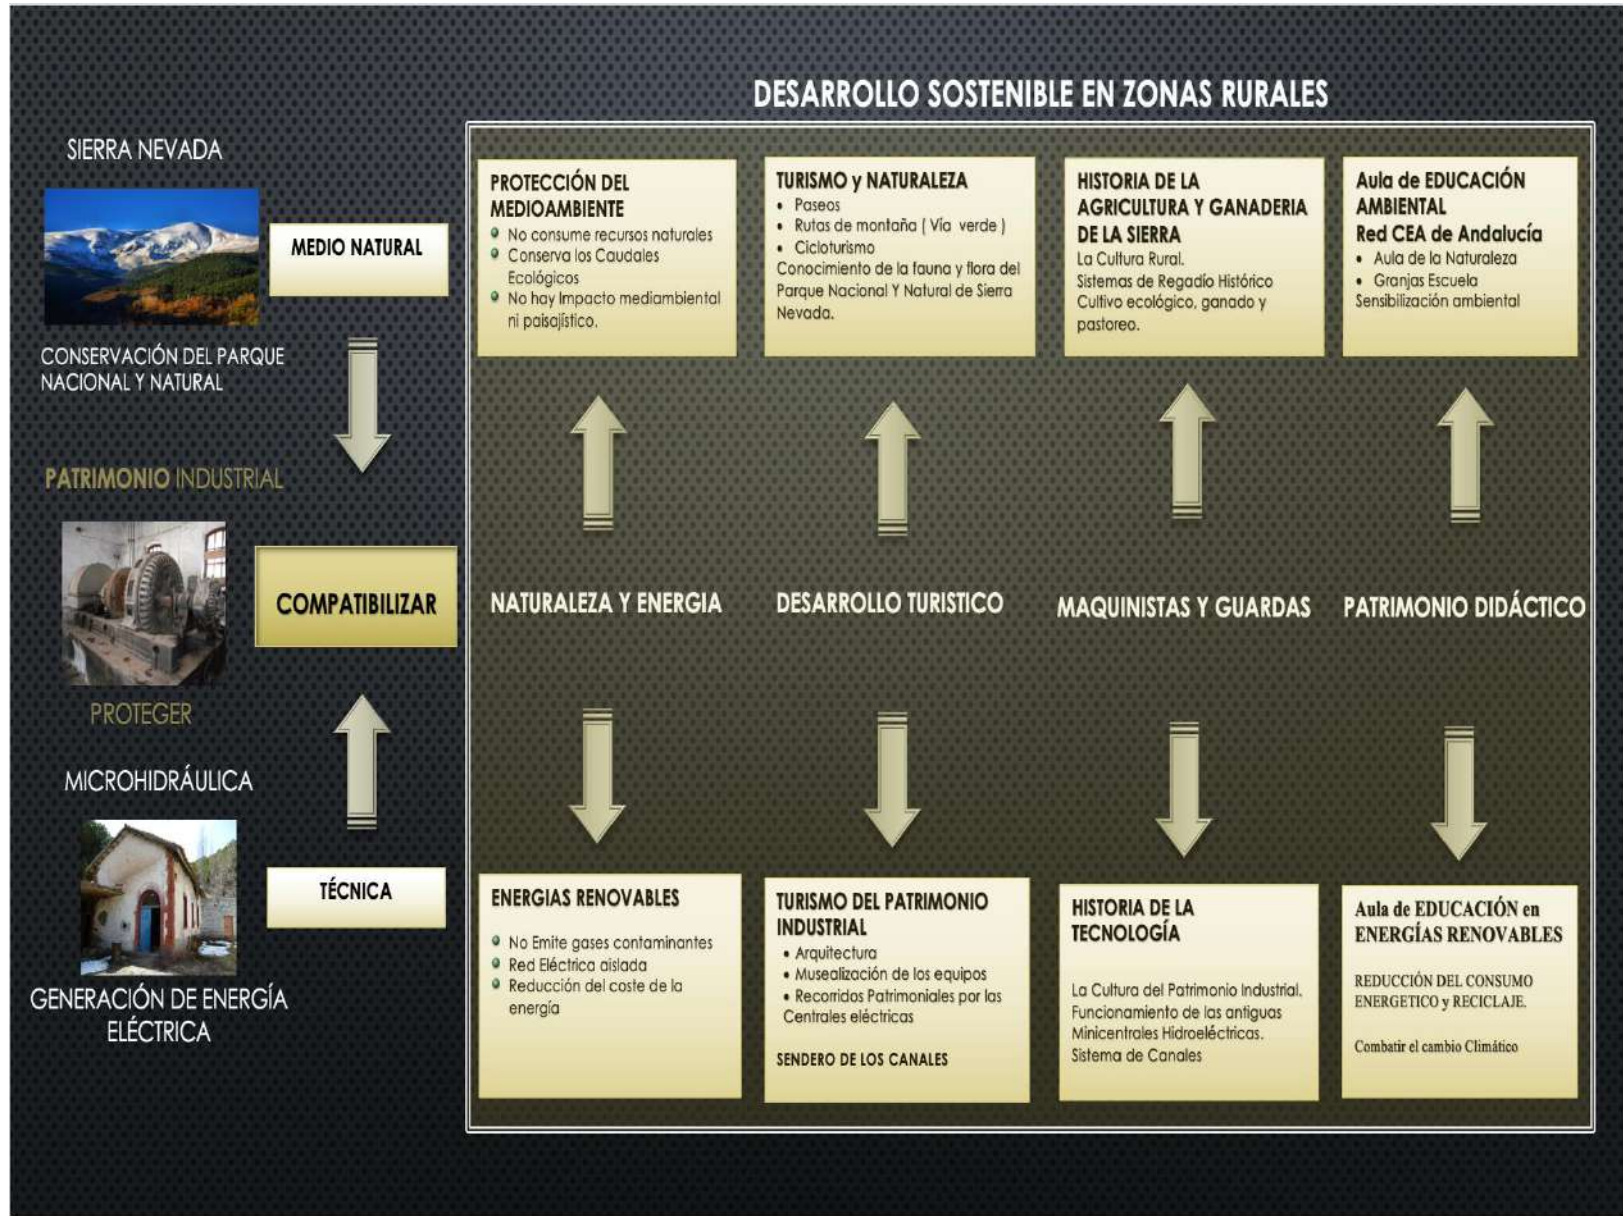 DESARROLLO SOSTENIBLE EN ZONAS RURALES
SIERRA NEVADA
MEDIO NATURAL
CONSERVACIÓN DEL PARQUE
NACIONAL Y NATURAL
PATRIMONIO INDUSTRIAL
COMPATIBILIZAR
PROTEGER
MICROHIDRÁULICA
TÉCNICA
GENERACIÓN DE ENERGÍA
ELÉCTRICA
PROTECCIÓN DEL
MEDIOAMBIENTE
No consume recursos naturales
Conserva los Caudales
Ecológicos
No hay Impacto mediambiental
ni paisajístico.
TURISMO y NATURALEZA
• Paseos
• Rutas de montaña ( Vía verde )
• Cicloturismo
Conocimiento de la fauna y flora del
Parque Nacional Y Natural de Sierra
Nevada.
HISTORIA DE LA
AGRICULTURA Y GANADERIA
DE LA SIERRA
La Cultura Rural.
Sistemas de Regadío Histórico
Cultivo ecológico, ganado y
pastoreo.
Aula de EDUCACIÓN
AMBIENTAL
Red CEA de Andalucía
• Aula de la Naturaleza
• Granjas Escuela
Sensibilización ambiental
NATURALEZA Y ENERGIA
DESARROLLO TURISTICO
MAQUINISTAS Y GUARDAS
PATRIMONIO DIDÁCTICO
ENERGIAS RENOVABLES
No Emite gases contaminantes
Red Eléctrica aislada
Reducción del coste de la
energía
TURISMO DEL PATRIMONIO
INDUSTRIAL
• Arquitectura
• Musealización de los equipos
• Recorridos Patrimoniales por las
Centrales eléctricas
SENDERO DE LOS CANALES
HISTORIA DE LA
TECNOLOGÍA
La Cultura del Patrimonio Industrial.
Funcionamiento de las antiguas
Minicentrales Hidroeléctricas.
Sistema de Canales
Aula de EDUCACIÓN en
ENERGÍAS RENOVABLES
REDUCCIÓN DEL CONSUMO
ENERGETICO y RECICLAJE.
Combatir el cambio Climático